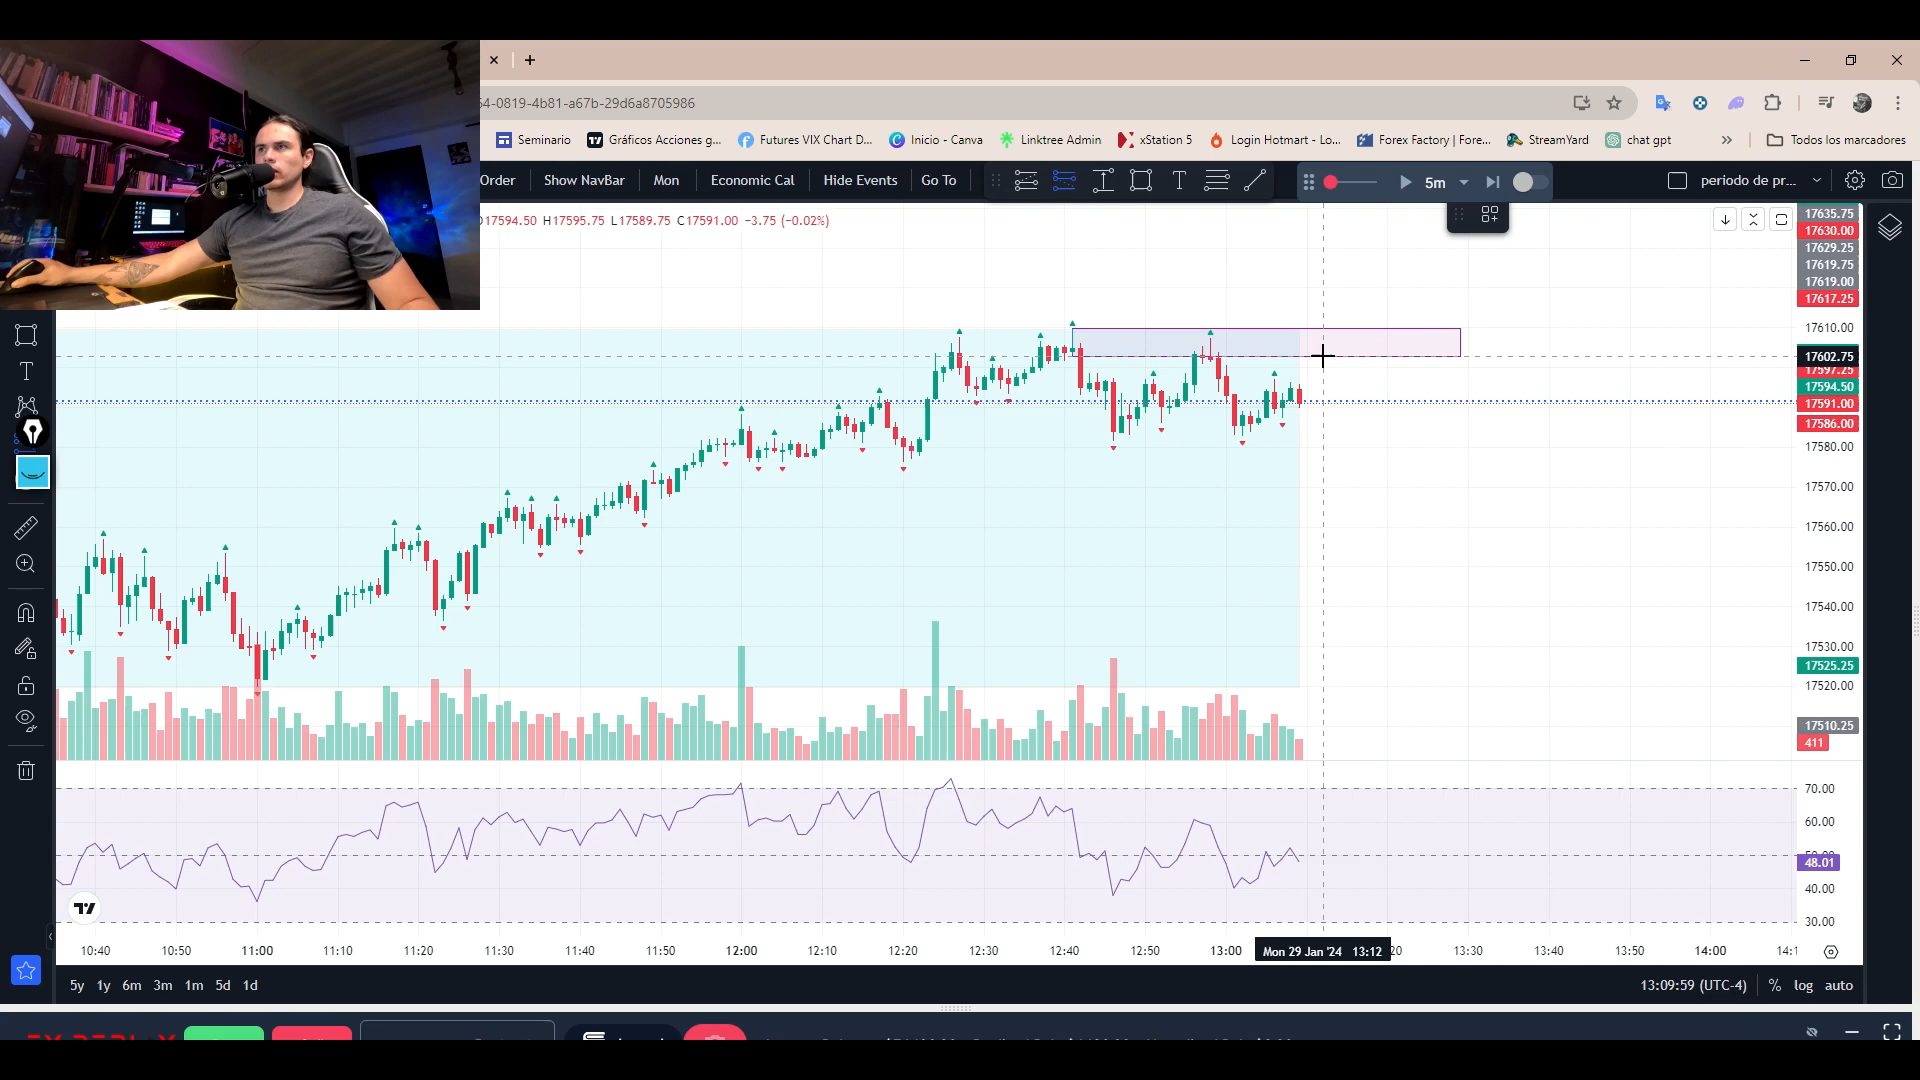 64-0819-4b81-a67b-29d6a8705986
Seminario
Gráficos Acciones g...
Futures VIX Chart D...
Inicio - Canva
Linktree Admin
xStation 5
Login Hotmart - Lo...
Forex Factory | Fore...
StreamYard
chat gpt
Todos los marcadores
Order
Show NavBar
Mon
Economic Cal
Hide Events
Go To
5m
periodo de pr...
17594.50 H17595.75 L17589.75 C17591.00 −3.75 (−0.02%)
17635.75
17630.00
17629.25
17619.75
17619.00
17617.25
17610.00
17602.75
17597.25
17594.50
17591.00
17586.00
17580.00
17570.00
17560.00
17550.00
17540.00
17530.00
17525.25
17520.00
17510.25
411
70.00
60.00
48.01
40.00
30.00
10:40 10:50 11:00 11:10 11:20 11:30 11:40 11:50 12:00 12:10 12:20 12:30 12:40 12:50 13:00 Mon 29 Jan '24 13:12 13:30 13:40 13:50 14:00
5y 1y 6m 3m 1m 5d 1d
13:09:59 (UTC-4)
%
log
auto